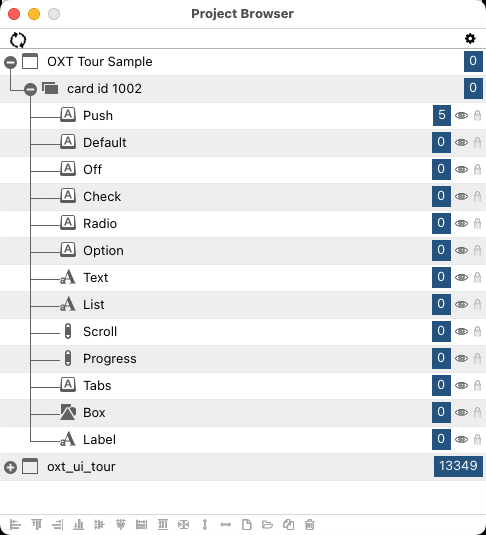 Project Browser
OXT Tour Sample 0
card id 1002 0
A Push 5
A Default 0
A Off 0
A Check 0
A Radio 0
A Option 0
A Text 0
A List 0
Scroll 0
Progress 0
A Tabs 0
Box 0
A Label 0
oxt_ui_tour 13349